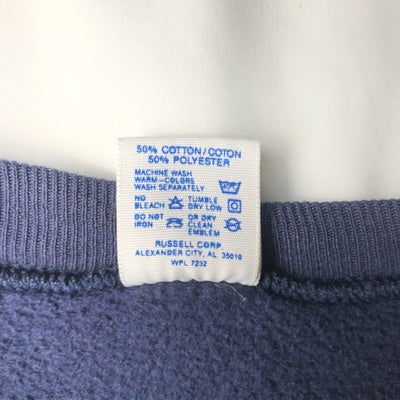 50% COTTON/COTON
50% POLYESTER
MACHINE WASH
WARM-COLORS
WASH SEPARATELY
NO BLEACH
TUMBLE DRY LOW
DO NOT IRON
OR DRY CLEAN EMBLEM
RUSSELL CORP.
ALEXANDER CITY, AL 35010
WPL 7232